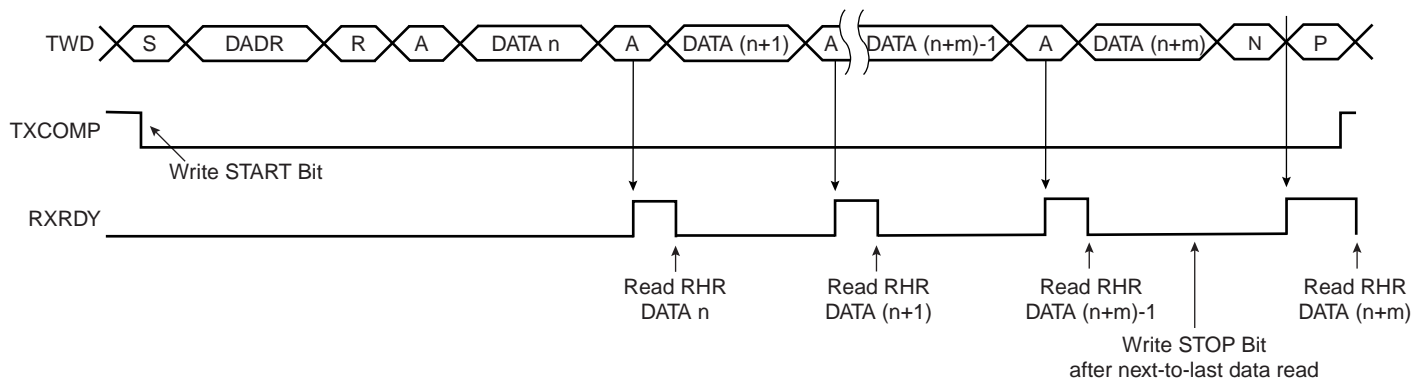 TWD S DADR R A DATA n A DATA (n+1) A DATA (n+m)-1 A DATA (n+m) N P
TXCOMP
Write START Bit
RXRDY
Read RHR Read RHR Read RHR Read RHR
DATA n DATA (n+1) DATA (n+m)-1 DATA (n+m)
Write STOP Bit
after next-to-last data read